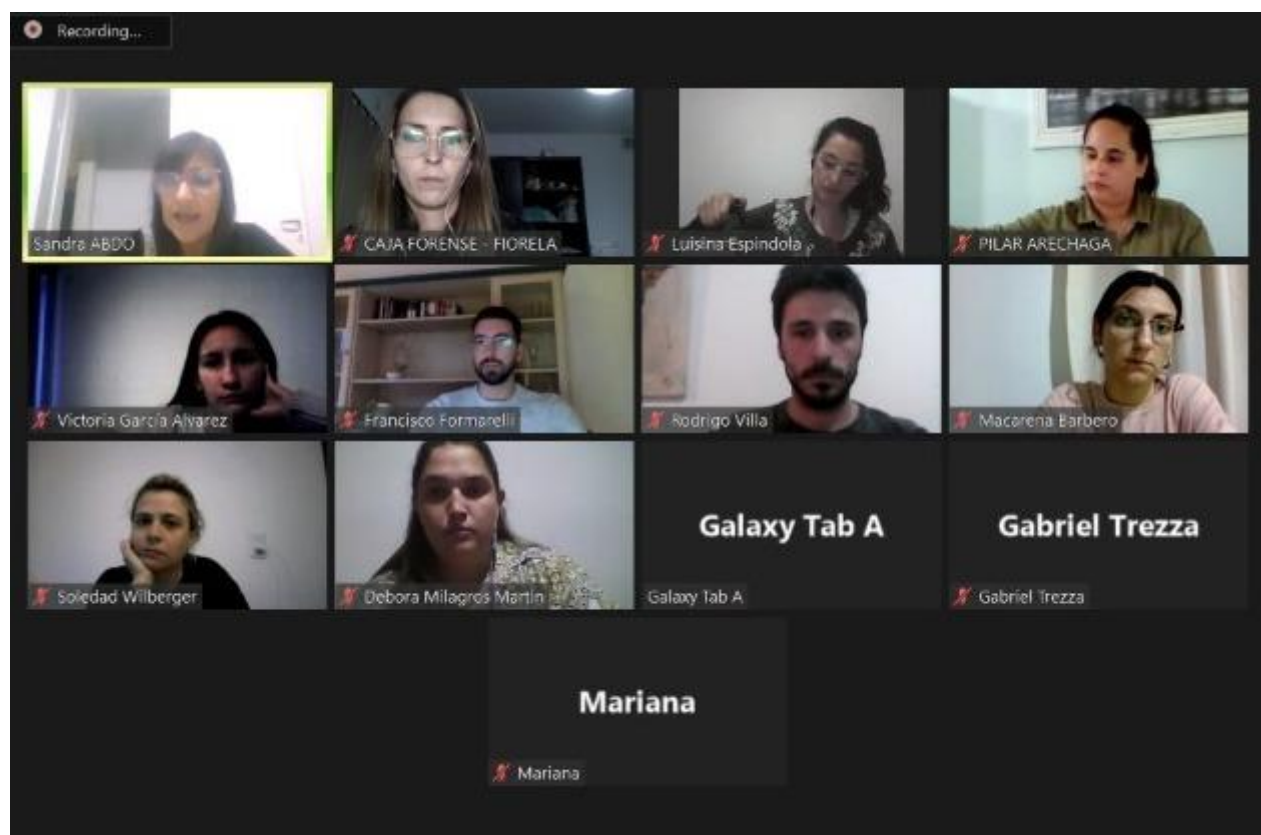 Recording...
Sandra ABDO
CAJA FORENSE - FIORELA
Luisina Espindola
PILAR ARECHAGA
Victoria García Alvarez
Francisco Formarelli
Rodrigo Villa
Macarena Barbero
Soledad Wilberger
Debora Milagros Martin
Galaxy Tab A
Galaxy Tab A
Gabriel Trezza
Gabriel Trezza
Mariana
Mariana